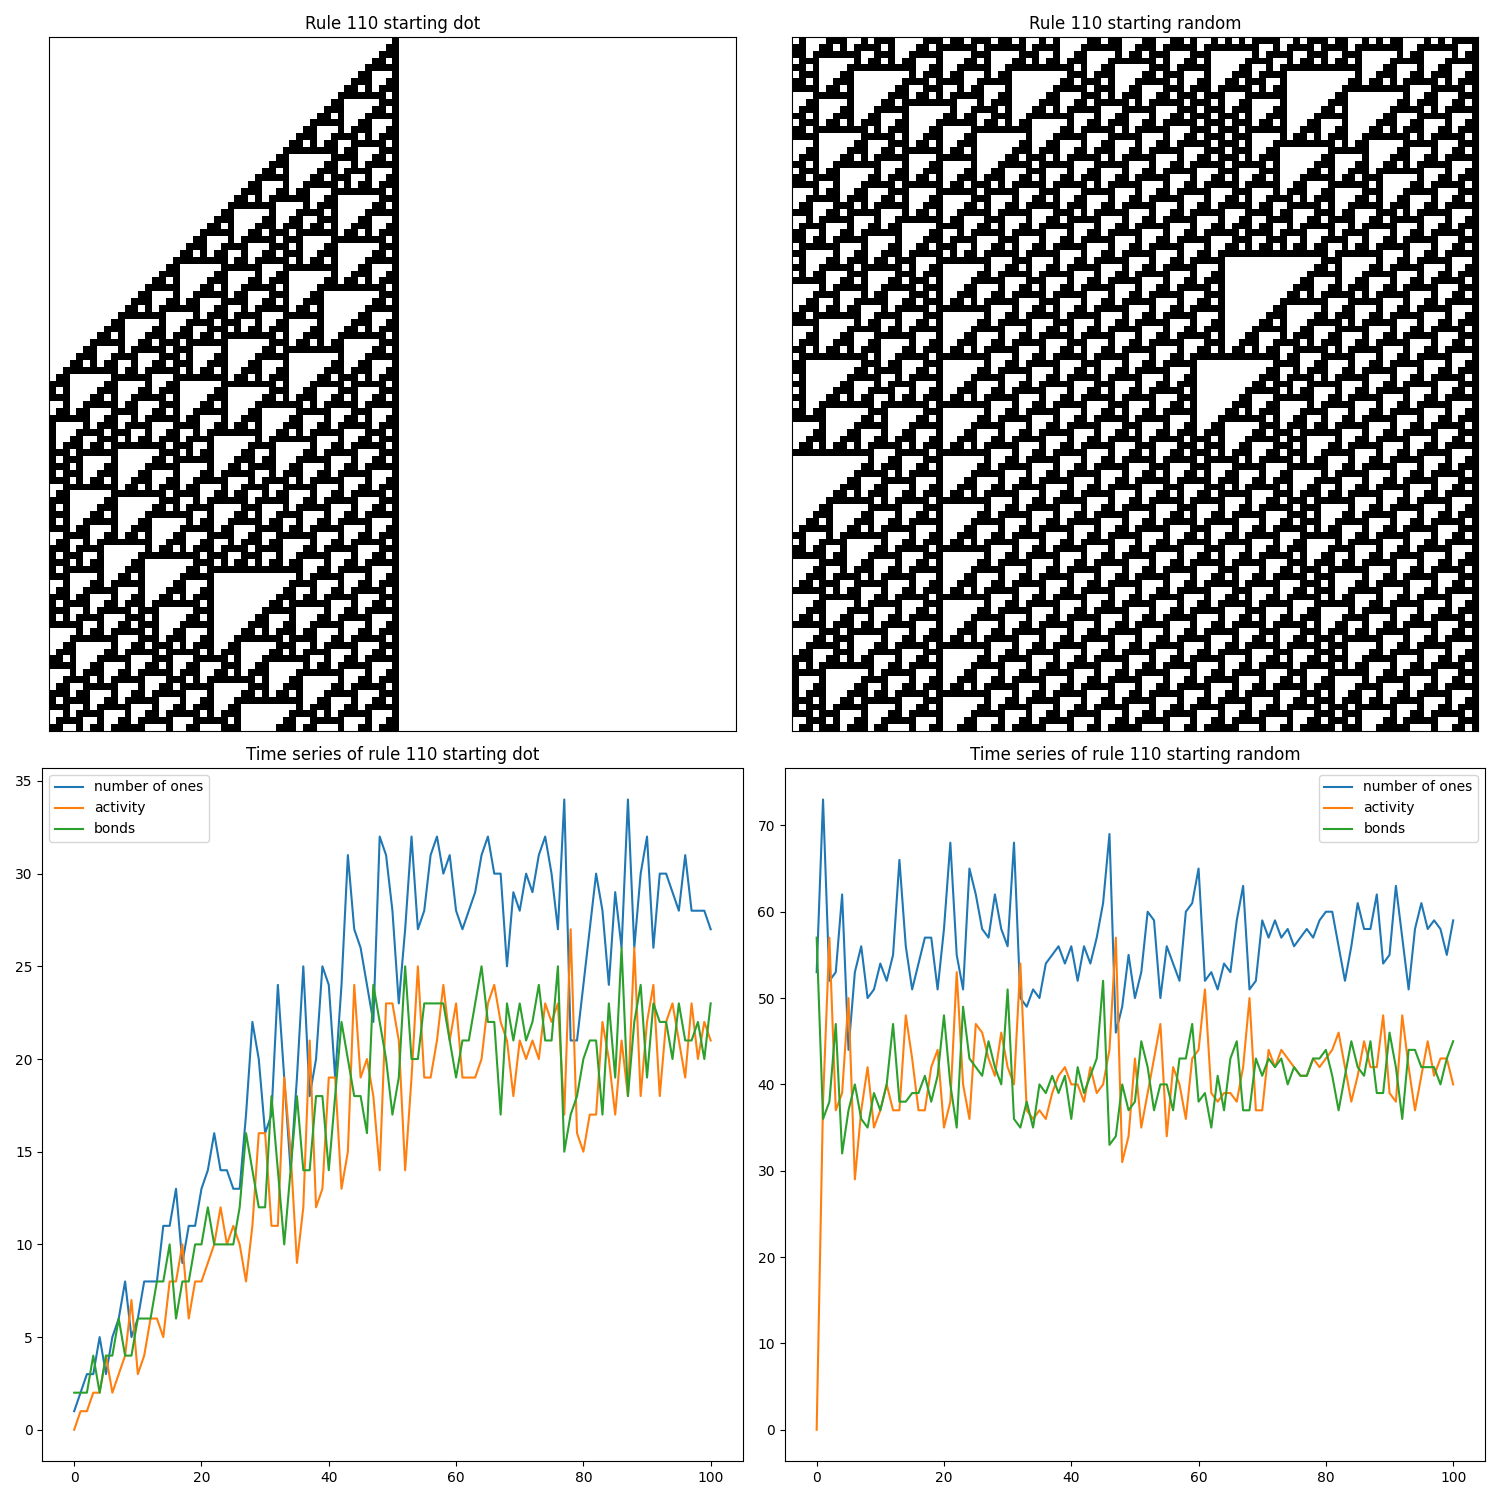 Rule 110 starting dot
Rule 110 starting random
Time series of rule 110 starting dot
35
30
25
20
15
10
5
0
number of ones
activity
bonds
0 20 40 60 80 100
Time series of rule 110 starting random
70
60
50
40
30
20
10
0
number of ones
activity
bonds
0 20 40 60 80 100